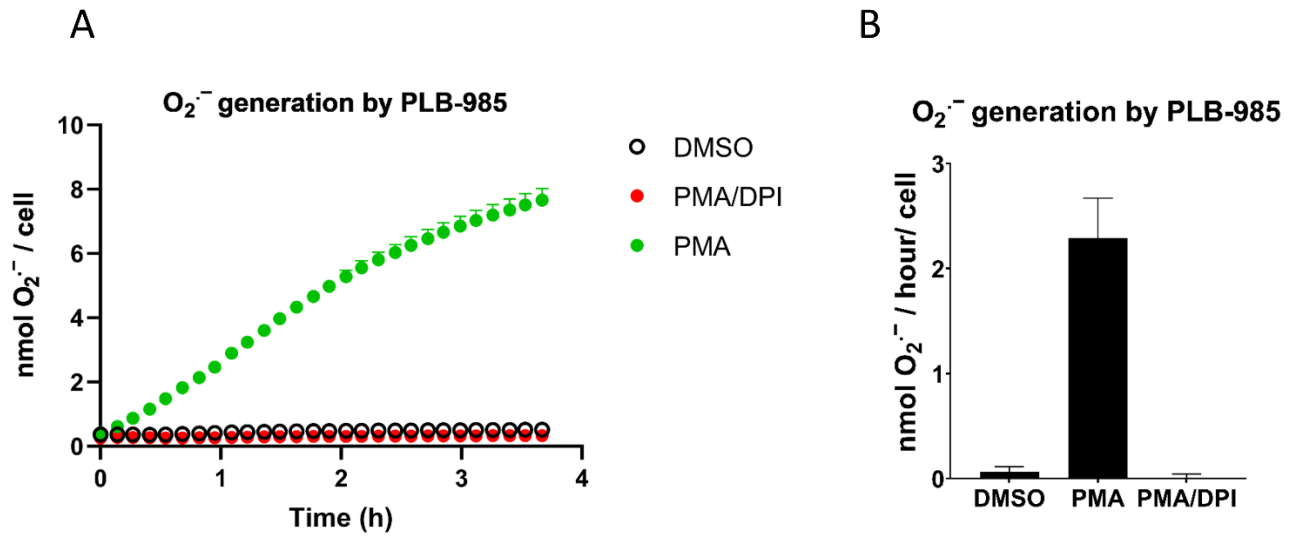 A
O₂·⁻ generation by PLB-985
nmol O₂·⁻ / cell
10
8
6
4
2
0
0
1
2
3
4
Time (h)
DMSO
PMA/DPI
PMA
B
O₂·⁻ generation by PLB-985
nmol O₂·⁻ / hour/ cell
3
2
1
0
DMSO
PMA
PMA/DPI